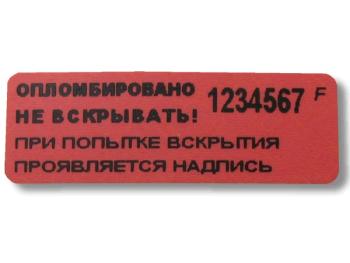 ОПЛОМБИРОВАНО 1234567 F
НЕ ВСКРЫВАТЬ!
ПРИ ПОПЫТКЕ ВСКРЫТИЯ
ПРОЯВЛЯЕТСЯ НАДПИСЬ